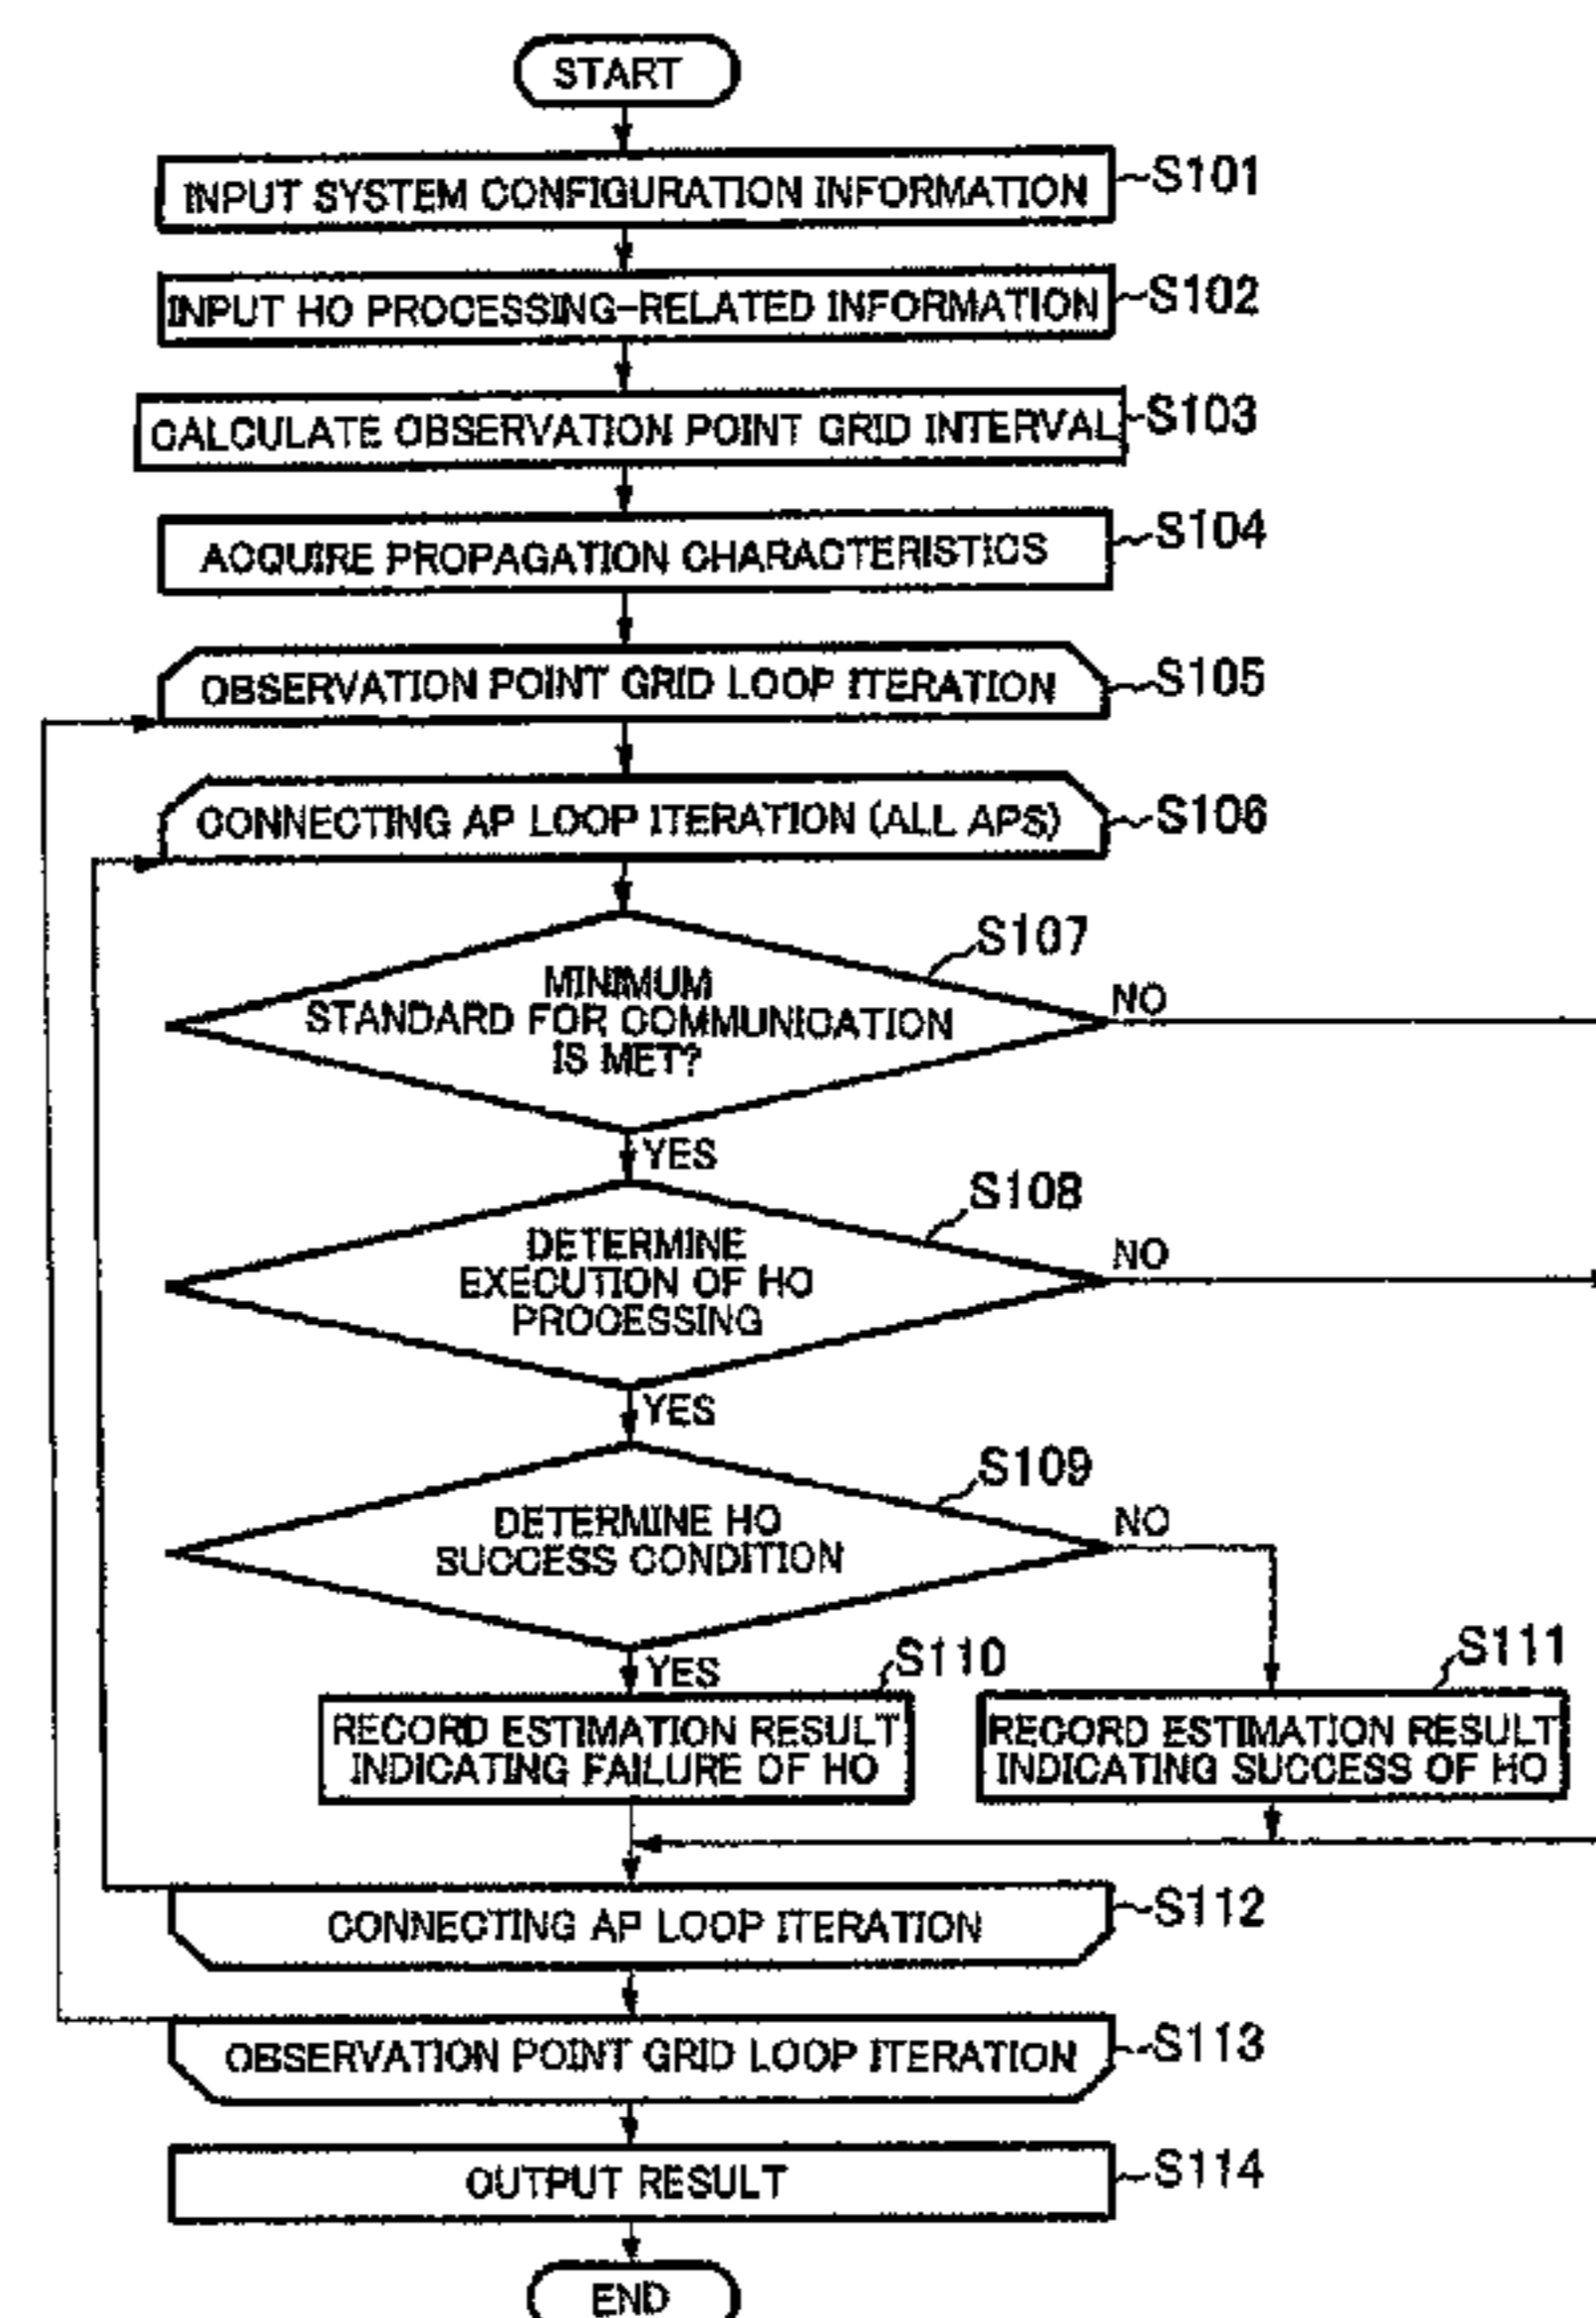 START
INPUT SYSTEM CONFIGURATION INFORMATION
S101
INPUT HO PROCESSING-RELATED INFORMATION
S102
CALCULATE OBSERVATION POINT GRID INTERVAL
S103
ACQUIRE PROPAGATION CHARACTERISTICS
S104
OBSERVATION POINT GRID LOOP ITERATION
S105
CONNECTING AP LOOP ITERATION (ALL APS)
S106
S107
MINIMUM
STANDARD FOR COMMUNICATION
IS MET?
NO
YES
S108
DETERMINE
EXECUTION OF HO
PROCESSING
NO
YES
S109
DETERMINE HO
SUCCESS CONDITION
NO
YES
S110
RECORD ESTIMATION RESULT
INDICATING FAILURE OF HO
S111
RECORD ESTIMATION RESULT
INDICATING SUCCESS OF HO
CONNECTING AP LOOP ITERATION
S112
OBSERVATION POINT GRID LOOP ITERATION
S113
OUTPUT RESULT
S114
END